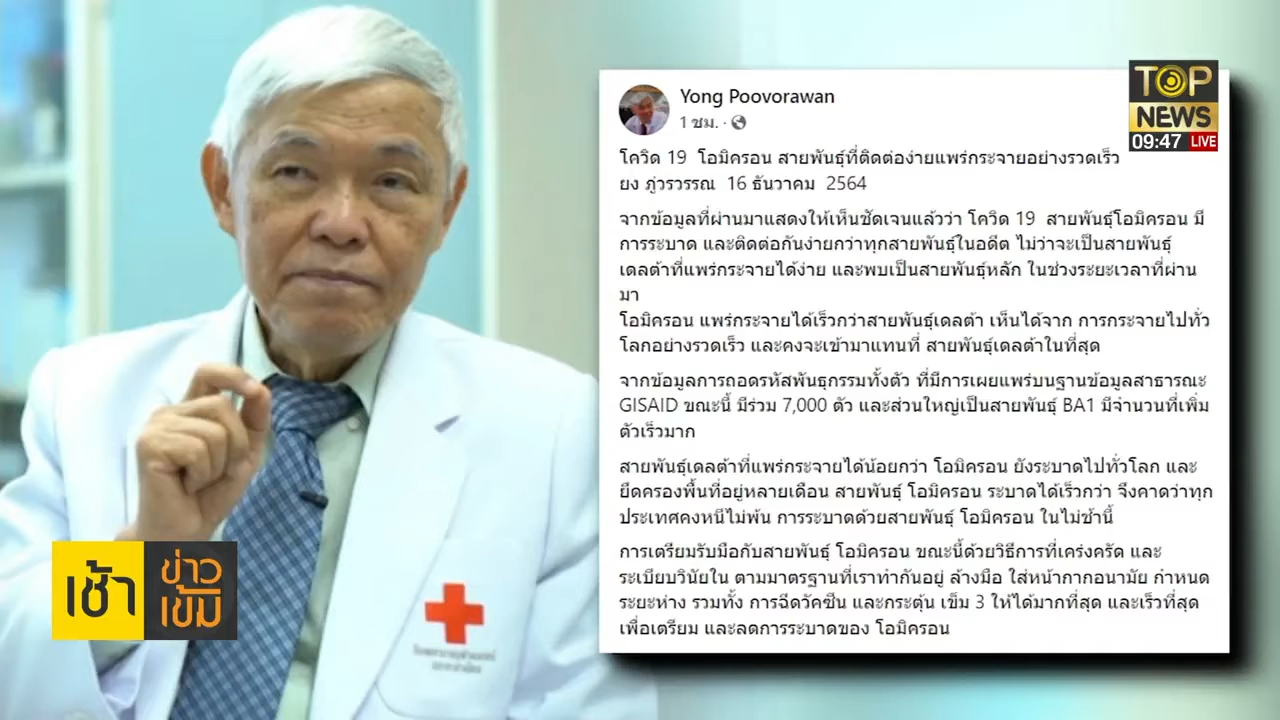 TOP
NEWS
09:47 LIVE
Yong Poovorawan
1 ชม. ·
โควิด 19 โอมิครอน สายพันธุ์ที่ติดต่อง่ายแพร่กระจายอย่างรวดเร็ว
ยง ภู่วรวรรณ 16 ธันวาคม 2564
จากข้อมูลที่ผ่านมาแสดงให้เห็นชัดเจนแล้วว่า โควิด 19 สายพันธุ์โอมิครอน มี
การระบาด และติดต่อกันง่ายกว่าทุกสายพันธุ์ในอดีต ไม่ว่าจะเป็นสายพันธุ์
เดลต้าที่แพร่กระจายได้ง่าย และพบเป็นสายพันธุ์หลัก ในช่วงระยะเวลาที่ผ่าน
มา
โอมิครอน แพร่กระจายได้เร็วกว่าสายพันธุ์เดลต้า เห็นได้จาก การกระจายไปทั่ว
โลกอย่างรวดเร็ว และคงจะเข้ามาแทนที่ สายพันธุ์เดลต้าในที่สุด
จากข้อมูลการถอดรหัสพันธุกรรมทั้งตัว ที่มีการเผยแพร่บนฐานข้อมูลสาธารณะ
GISAID ขณะนี้ มีร่วม 7,000 ตัว และส่วนใหญ่เป็นสายพันธุ์ BA1 มีจำนวนที่เพิ่ม
ตัวเร็วมาก
สายพันธุ์เดลต้าที่แพร่กระจายได้น้อยกว่า โอมิครอน ยังระบาดไปทั่วโลก และ
ยึดครองพื้นที่อยู่หลายเดือน สายพันธุ์ โอมิครอน ระบาดได้เร็วกว่า จึงคาดว่าทุก
ประเทศคงหนีไม่พ้น การระบาดด้วยสายพันธุ์ โอมิครอน ในไม่ช้านี้
การเตรียมรับมือกับสายพันธุ์ โอมิครอน ขณะนี้ด้วยวิธีการที่เคร่งครัด และ
ระเบียบวินัยใน ตามมาตรฐานที่เราทำกันอยู่ ล้างมือ ใส่หน้ากากอนามัย กำหนด
ระยะห่าง รวมทั้ง การฉีดวัคซีน และกระตุ้น เข็ม 3 ให้ได้มากที่สุด และเร็วที่สุด
เพื่อเตรียม และลดการระบาดของ โอมิครอน
เช้า
ข่าว
เข้ม